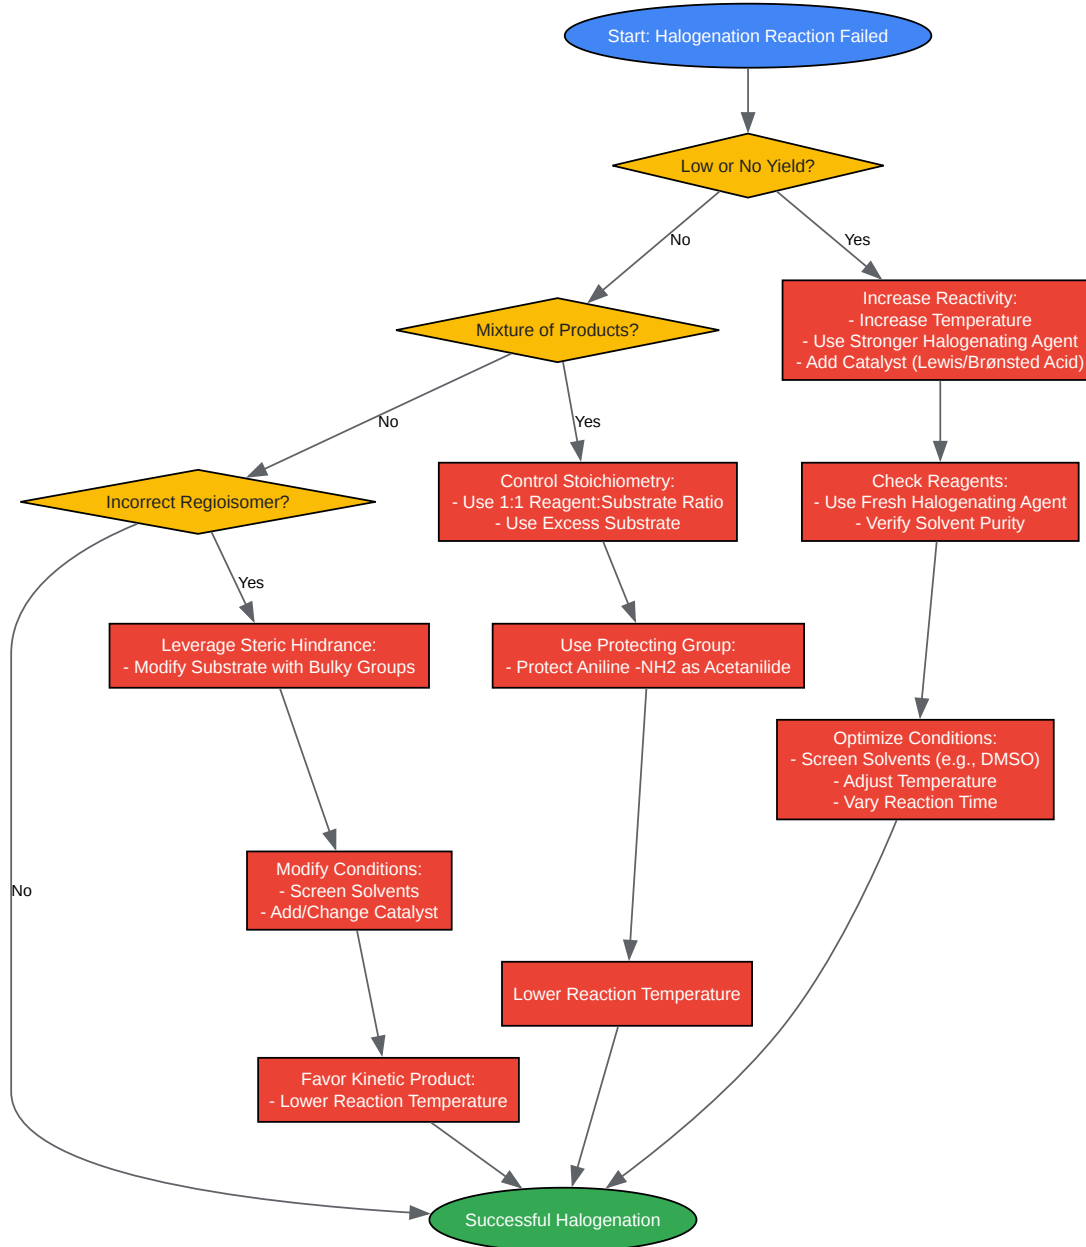 Start: Halogenation Reaction Failed
Low or No Yield?
No
Yes
Increase Reactivity:
- Increase Temperature
- Use Stronger Halogenating Agent
- Add Catalyst (Lewis/Brønsted Acid)
Mixture of Products?
No
Yes
Control Stoichiometry:
- Use 1:1 Reagent:Substrate Ratio
- Use Excess Substrate
Check Reagents:
- Use Fresh Halogenating Agent
- Verify Solvent Purity
Incorrect Regioisomer?
Yes
Leverage Steric Hindrance:
- Modify Substrate with Bulky Groups
Use Protecting Group:
- Protect Aniline -NH2 as Acetanilide
Optimize Conditions:
- Screen Solvents (e.g., DMSO)
- Adjust Temperature
- Vary Reaction Time
No
Modify Conditions:
- Screen Solvents
- Add/Change Catalyst
Lower Reaction Temperature
Favor Kinetic Product:
- Lower Reaction Temperature
Successful Halogenation